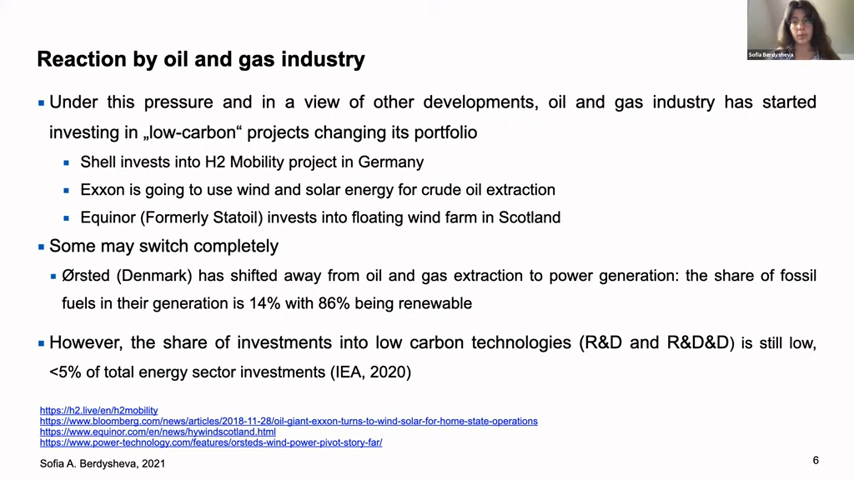 Sofia Berdysheva
Reaction by oil and gas industry
Under this pressure and in a view of other developments, oil and gas industry has started
investing in „low-carbon“ projects changing its portfolio
Shell invests into H2 Mobility project in Germany
Exxon is going to use wind and solar energy for crude oil extraction
Equinor (Formerly Statoil) invests into floating wind farm in Scotland
Some may switch completely
Ørsted (Denmark) has shifted away from oil and gas extraction to power generation: the share of fossil
fuels in their generation is 14% with 86% being renewable
However, the share of investments into low carbon technologies (R&D and R&D&D) is still low,
<5% of total energy sector investments (IEA, 2020)
https://h2.live/en/h2mobility
https://www.bloomberg.com/news/articles/2018-11-28/oil-giant-exxon-turns-to-wind-solar-for-home-state-operations
https://www.equinor.com/en/news/hywindscotland.html
https://www.power-technology.com/features/orsteds-wind-power-pivot-story-far/
Sofia A. Berdysheva, 2021
6